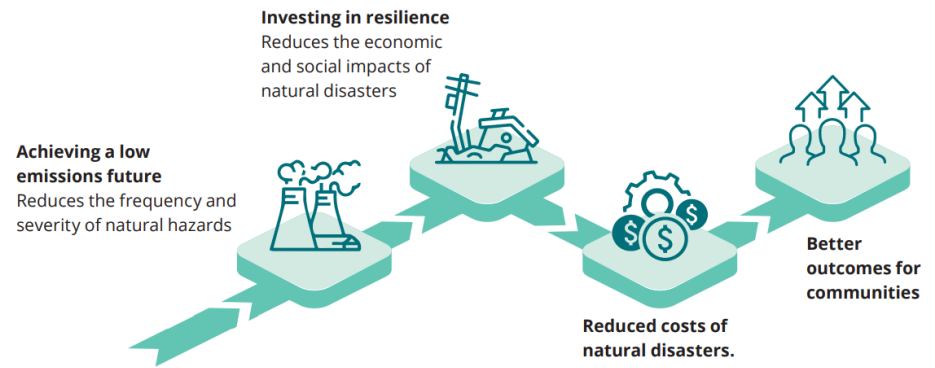 Investing in resilience
Reduces the economic
and social impacts of
natural disasters
Achieving a low
emissions future
Reduces the frequency and
severity of natural hazards
$
$
$
Better
outcomes for
communities
Reduced costs of
natural disasters.